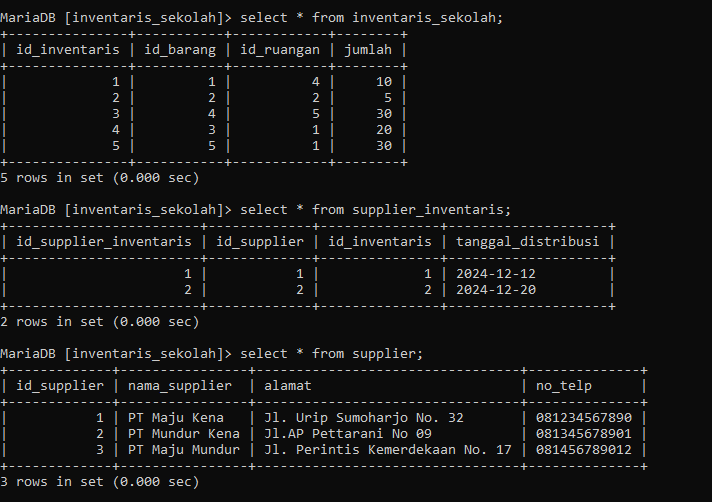 MariaDB [inventaris_sekolah]> select * from inventaris_sekolah;
+---------------+-----------+------------+--------+
| id_inventaris | id_barang | id_ruangan | jumlah |
+---------------+-----------+------------+--------+
|             1 |         1 |          4 |     10 |
|             2 |         2 |          2 |      5 |
|             3 |         4 |          5 |     30 |
|             4 |         3 |          1 |     20 |
|             5 |         5 |          1 |     30 |
+---------------+-----------+------------+--------+
5 rows in set (0.000 sec)
MariaDB [inventaris_sekolah]> select * from supplier_inventaris;
+------------------------+-------------+---------------+--------------------+
| id_supplier_inventaris | id_supplier | id_inventaris | tanggal_distribusi |
+------------------------+-------------+---------------+--------------------+
|                      1 |           1 |             1 | 2024-12-12         |
|                      2 |           2 |             2 | 2024-12-20         |
+------------------------+-------------+---------------+--------------------+
2 rows in set (0.000 sec)
MariaDB [inventaris_sekolah]> select * from supplier;
+-------------+----------------+--------------------------------+--------------+
| id_supplier | nama_supplier  | alamat                         | no_telp      |
+-------------+----------------+--------------------------------+--------------+
|           1 | PT Maju Kena   | Jl. Urip Sumoharjo No. 32      | 081234567890 |
|           2 | PT Mundur Kena | Jl.AP Pettarani No 09          | 081345678901 |
|           3 | PT Maju Mundur | Jl. Perintis Kemerdekaan No. 17 | 081456789012 |
+-------------+----------------+--------------------------------+--------------+
3 rows in set (0.000 sec)